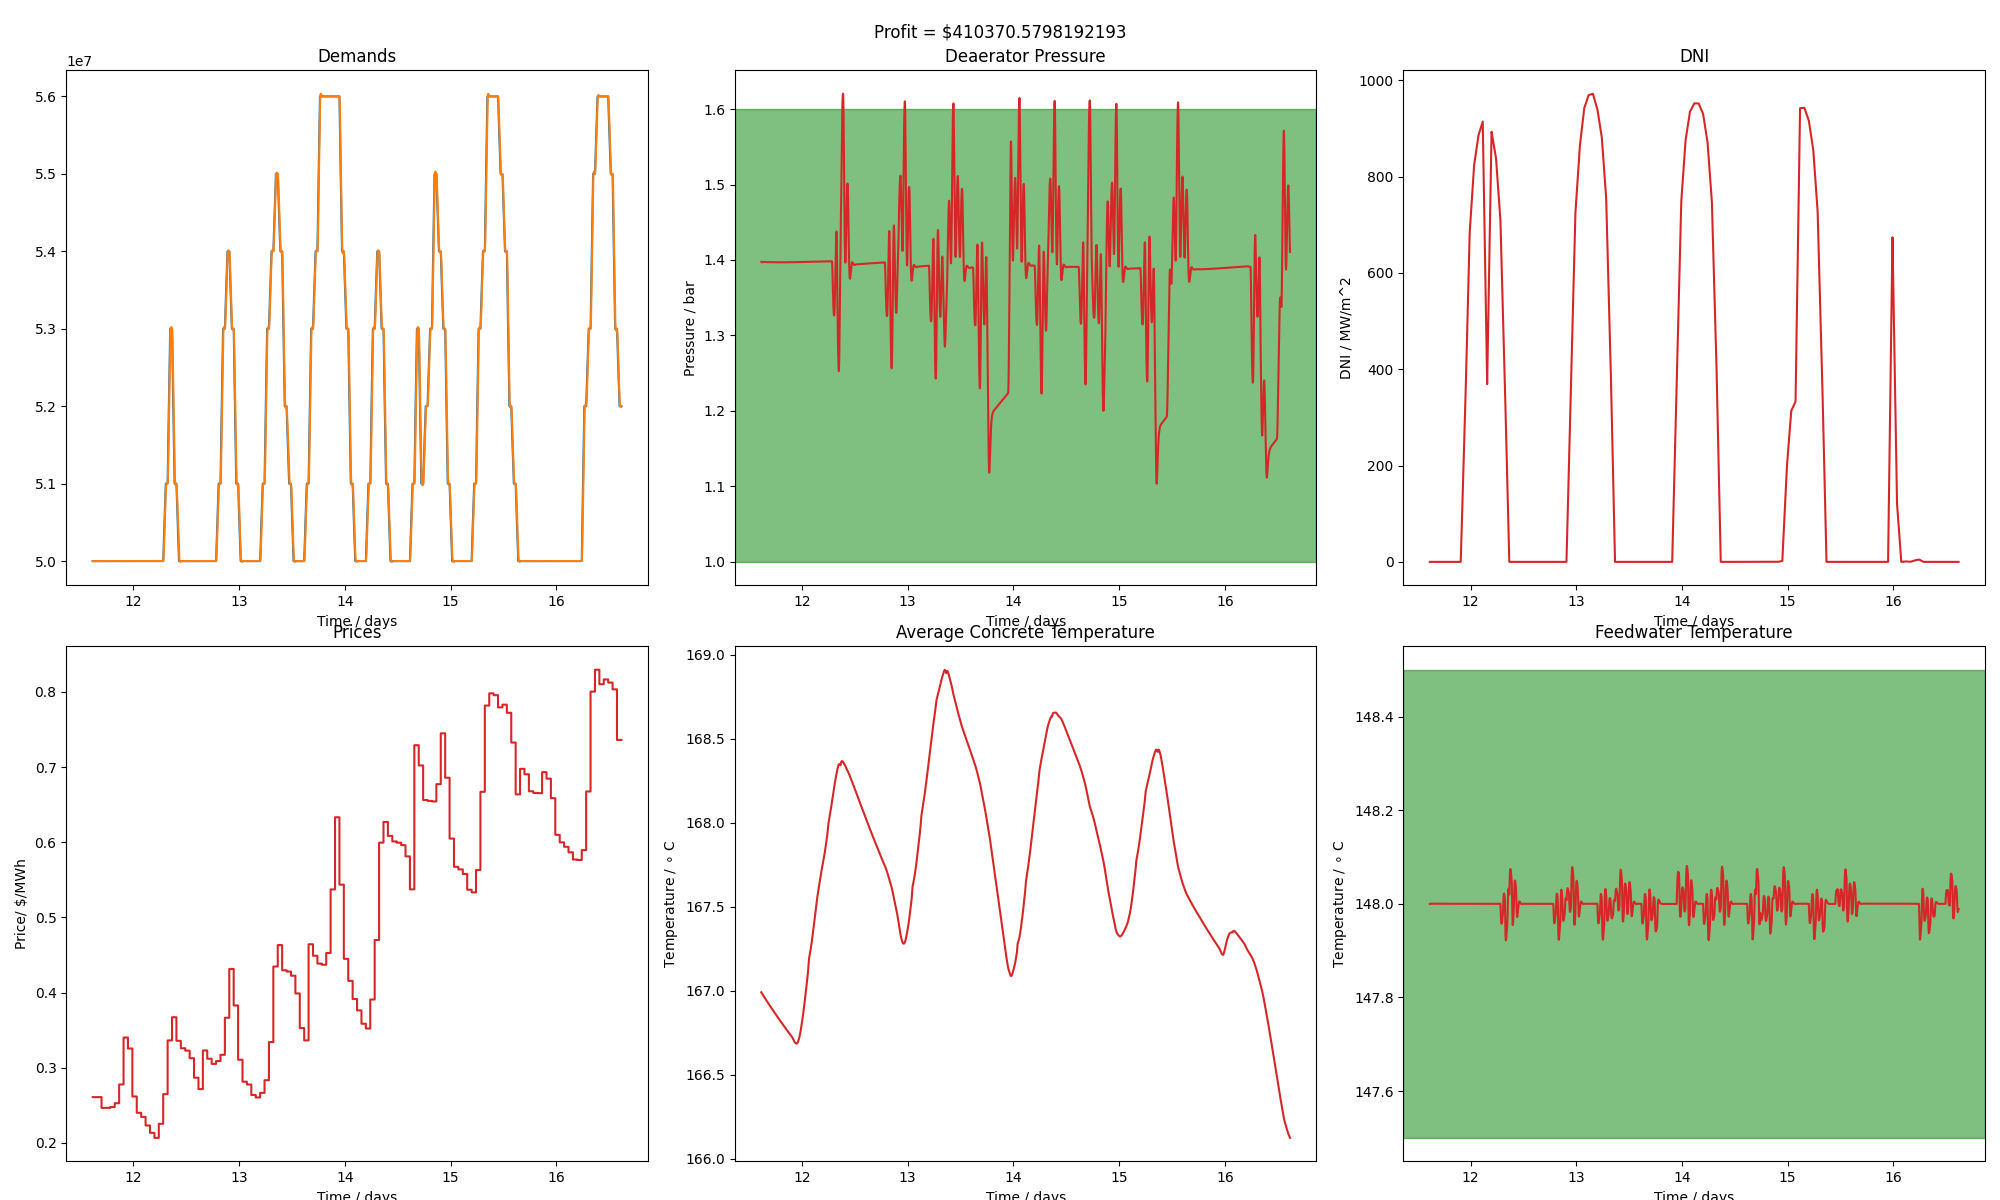 Profit = $410370.5798192193
Demands
1e7
5.6
5.5
5.4
5.3
5.2
5.1
5.0
12 13 14 15 16
Time / days
Deaerator Pressure
Pressure / bar
1.6
1.5
1.4
1.3
1.2
1.1
1.0
12 13 14 15 16
Time / days
DNI
DNI / MW/m^2
1000
800
600
400
200
0
12 13 14 15 16
Time / days
Prices
Price/ $/MWh
0.8
0.7
0.6
0.5
0.4
0.3
0.2
12 13 14 15 16
Time / days
Average Concrete Temperature
Temperature / ∘ C
169.0
168.5
168.0
167.5
167.0
166.5
166.0
12 13 14 15 16
Time / days
Feedwater Temperature
Temperature / ∘ C
148.4
148.2
148.0
147.8
147.6
12 13 14 15 16
Time / days